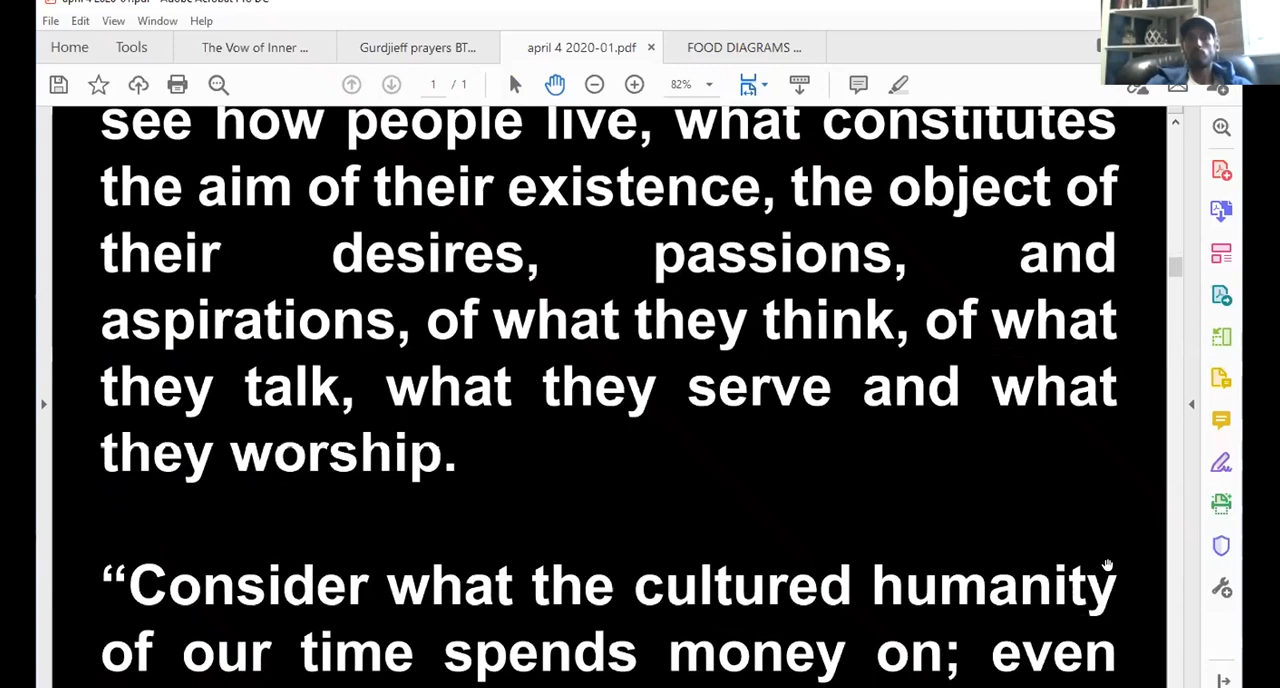 File Edit View Window Help
Home Tools The Vow of Inner ... Gurdjieff prayers BT... april 4 2020-01.pdf × FOOD DIAGRAMS ...
1 / 1 82%
see how people live, what constitutes
the aim of their existence, the object of
their desires, passions, and
aspirations, of what they think, of what
they talk, what they serve and what
they worship.
“Consider what the cultured humanity
of our time spends money on; even